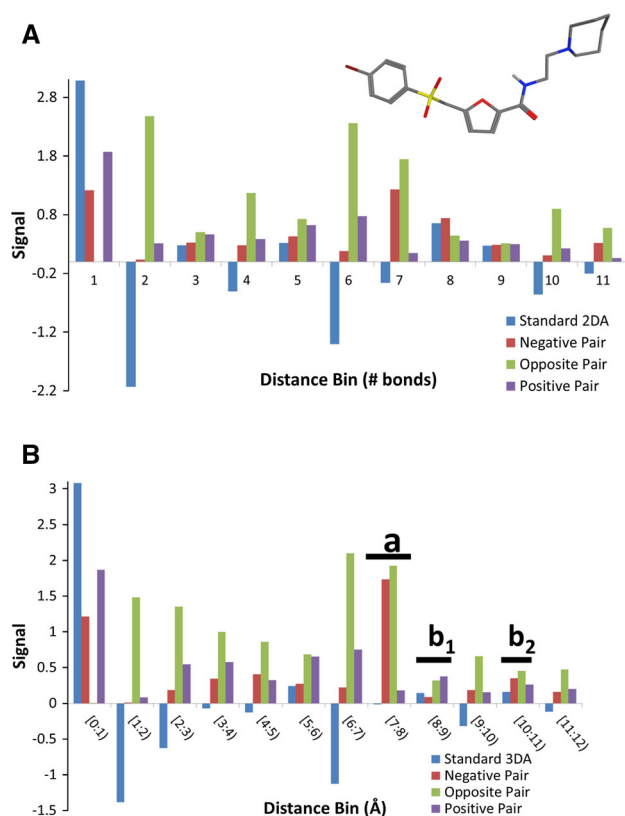 A
2.8
1.8
0.8
-0.2
-1.2
-2.2
Signal
1 2 3 4 5 6 7 8 9 10 11
Standard 2DA
Negative Pair
Opposite Pair
Positive Pair
Distance Bin (# bonds)
B
3
2.5
2
1.5
1
0.5
0
-0.5
-1
-1.5
Signal
a
b1
b2
[0:1) [1:2) [2:3) [3:4) [4:5) [5:6) [6:7) [7:8) [8:9) [9:10) [10:11) [11:12)
Standard 3DA
Negative Pair
Opposite Pair
Positive Pair
Distance Bin (Å)